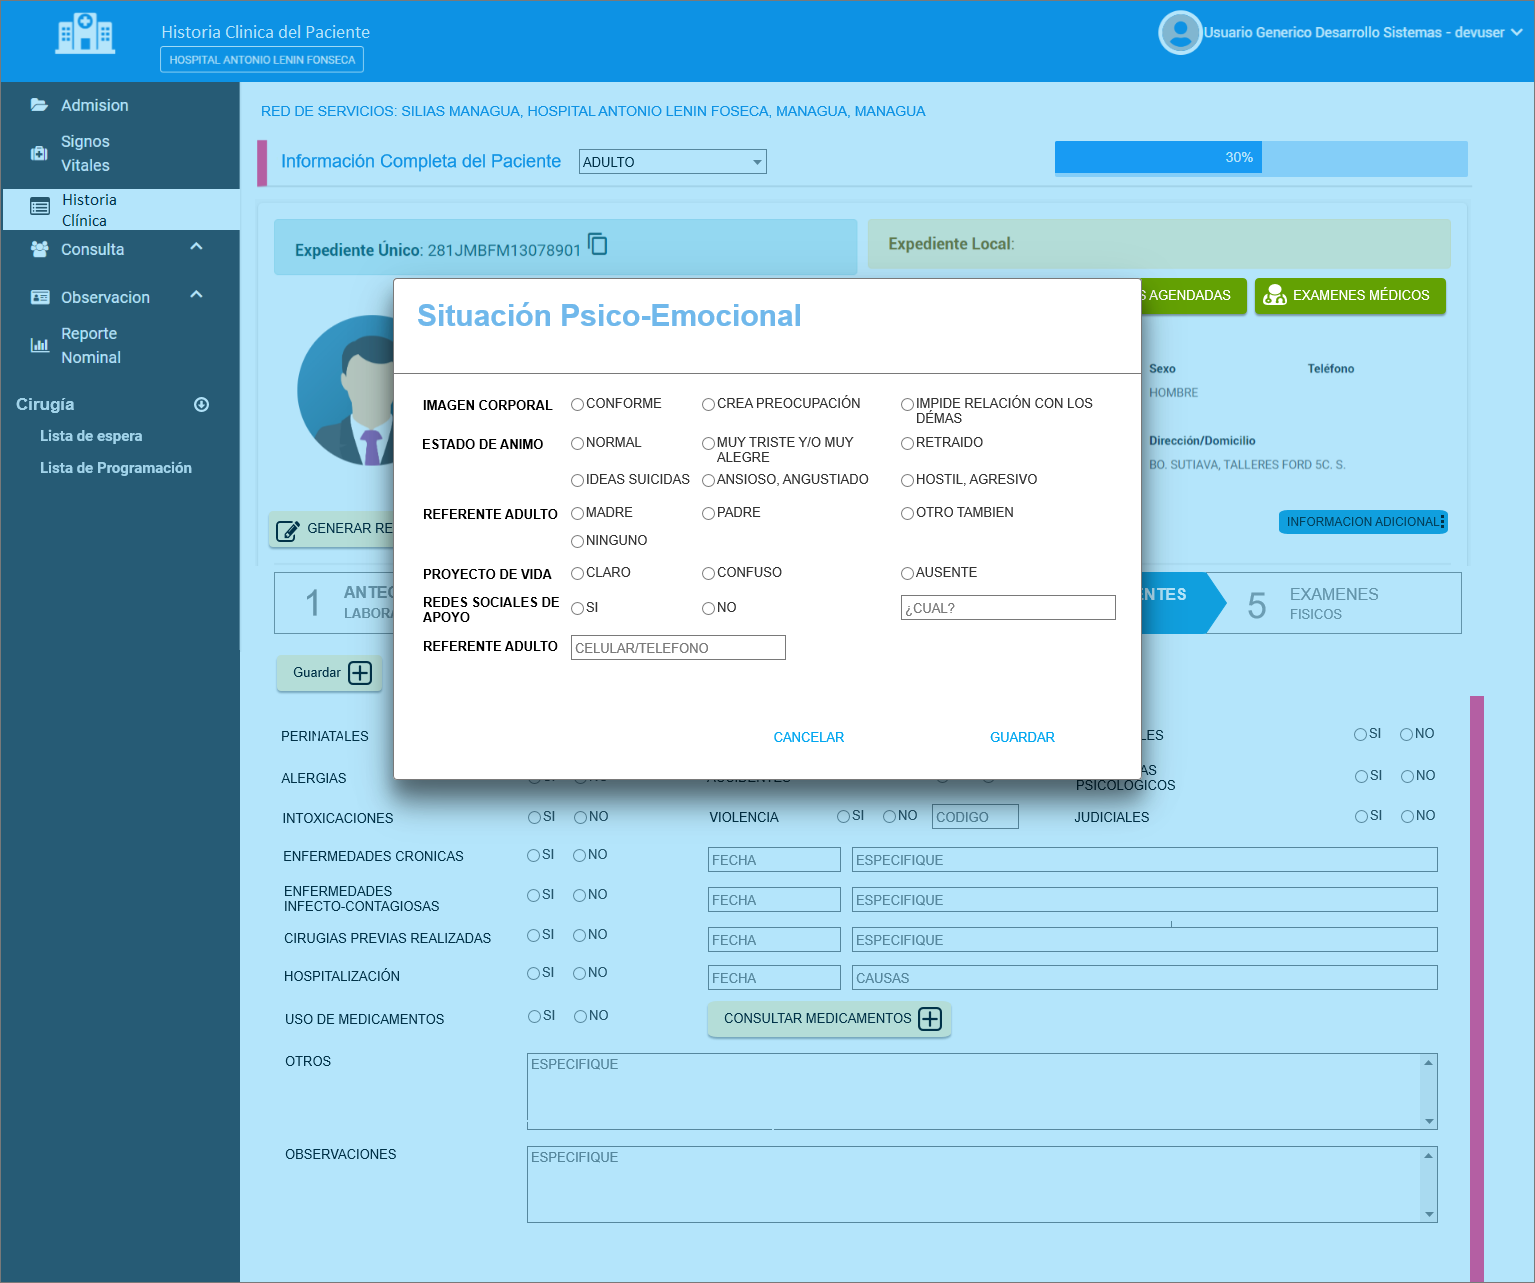 Historia Clinica del Paciente
HOSPITAL ANTONIO LENIN FONSECA
Usuario Generico Desarrollo Sistemas - devuser
Admision
Signos
Vitales
Historia
Clínica
Consulta
Observacion
Reporte
Nominal
Cirugía
Lista de espera
Lista de Programación
RED DE SERVICIOS: SILIAS MANAGUA, HOSPITAL ANTONIO LENIN FOSECA, MANAGUA, MANAGUA
Información Completa del Paciente
ADULTO
30%
Expediente Único: 281JMBFM13078901
Expediente Local:
S AGENDADAS
EXAMENES MÉDICOS
Sexo
Teléfono
HOMBRE
Dirección/Domicilio
BO. SUTIAVA, TALLERES FORD 5C. S.
GENERAR RE
INFORMACION ADICIONAL
1
ANTEC
LABORA
ENTES
5
EXAMENES
FISICOS
Situación Psico-Emocional
IMAGEN CORPORAL
CONFORME
CREA PREOCUPACIÓN
IMPIDE RELACIÓN CON LOS
DÉMAS
ESTADO DE ANIMO
NORMAL
MUY TRISTE Y/O MUY
ALEGRE
RETRAIDO
IDEAS SUICIDAS
ANSIOSO, ANGUSTIADO
HOSTIL, AGRESIVO
REFERENTE ADULTO
MADRE
PADRE
OTRO TAMBIEN
NINGUNO
PROYECTO DE VIDA
CLARO
CONFUSO
AUSENTE
REDES SOCIALES DE
APOYO
SI
NO
¿CUAL?
REFERENTE ADULTO
CELULAR/TELEFONO
CANCELAR
GUARDAR
Guardar
PERINATALES
LES
SI
NO
ALERGIAS
AS
PSICOLOGICOS
SI
NO
INTOXICACIONES
SI
NO
VIOLENCIA
SI
NO
CODIGO
JUDICIALES
SI
NO
ENFERMEDADES CRONICAS
SI
NO
FECHA
ESPECIFIQUE
ENFERMEDADES
INFECTO-CONTAGIOSAS
SI
NO
FECHA
ESPECIFIQUE
CIRUGIAS PREVIAS REALIZADAS
SI
NO
FECHA
ESPECIFIQUE
HOSPITALIZACIÓN
SI
NO
FECHA
CAUSAS
USO DE MEDICAMENTOS
SI
NO
CONSULTAR MEDICAMENTOS
OTROS
ESPECIFIQUE
OBSERVACIONES
ESPECIFIQUE